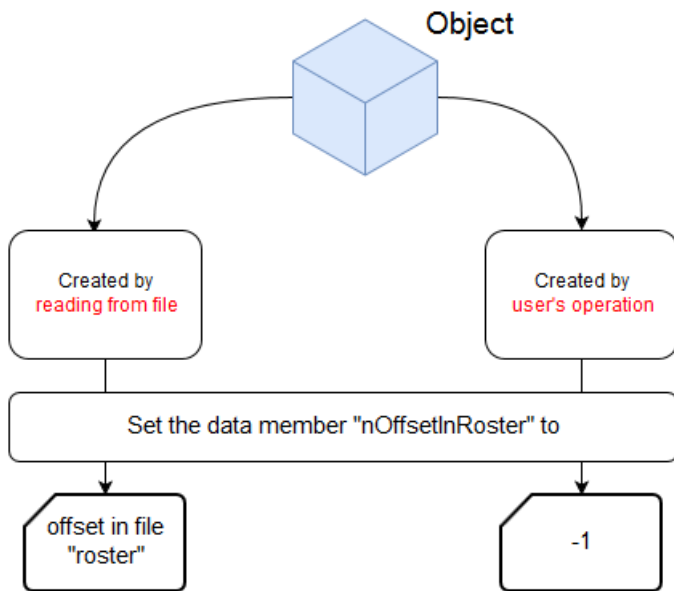 Object
Created by
reading from file
Created by
user's operation
Set the data member "nOffsetInRoster" to
offset in file
"roster"
-1